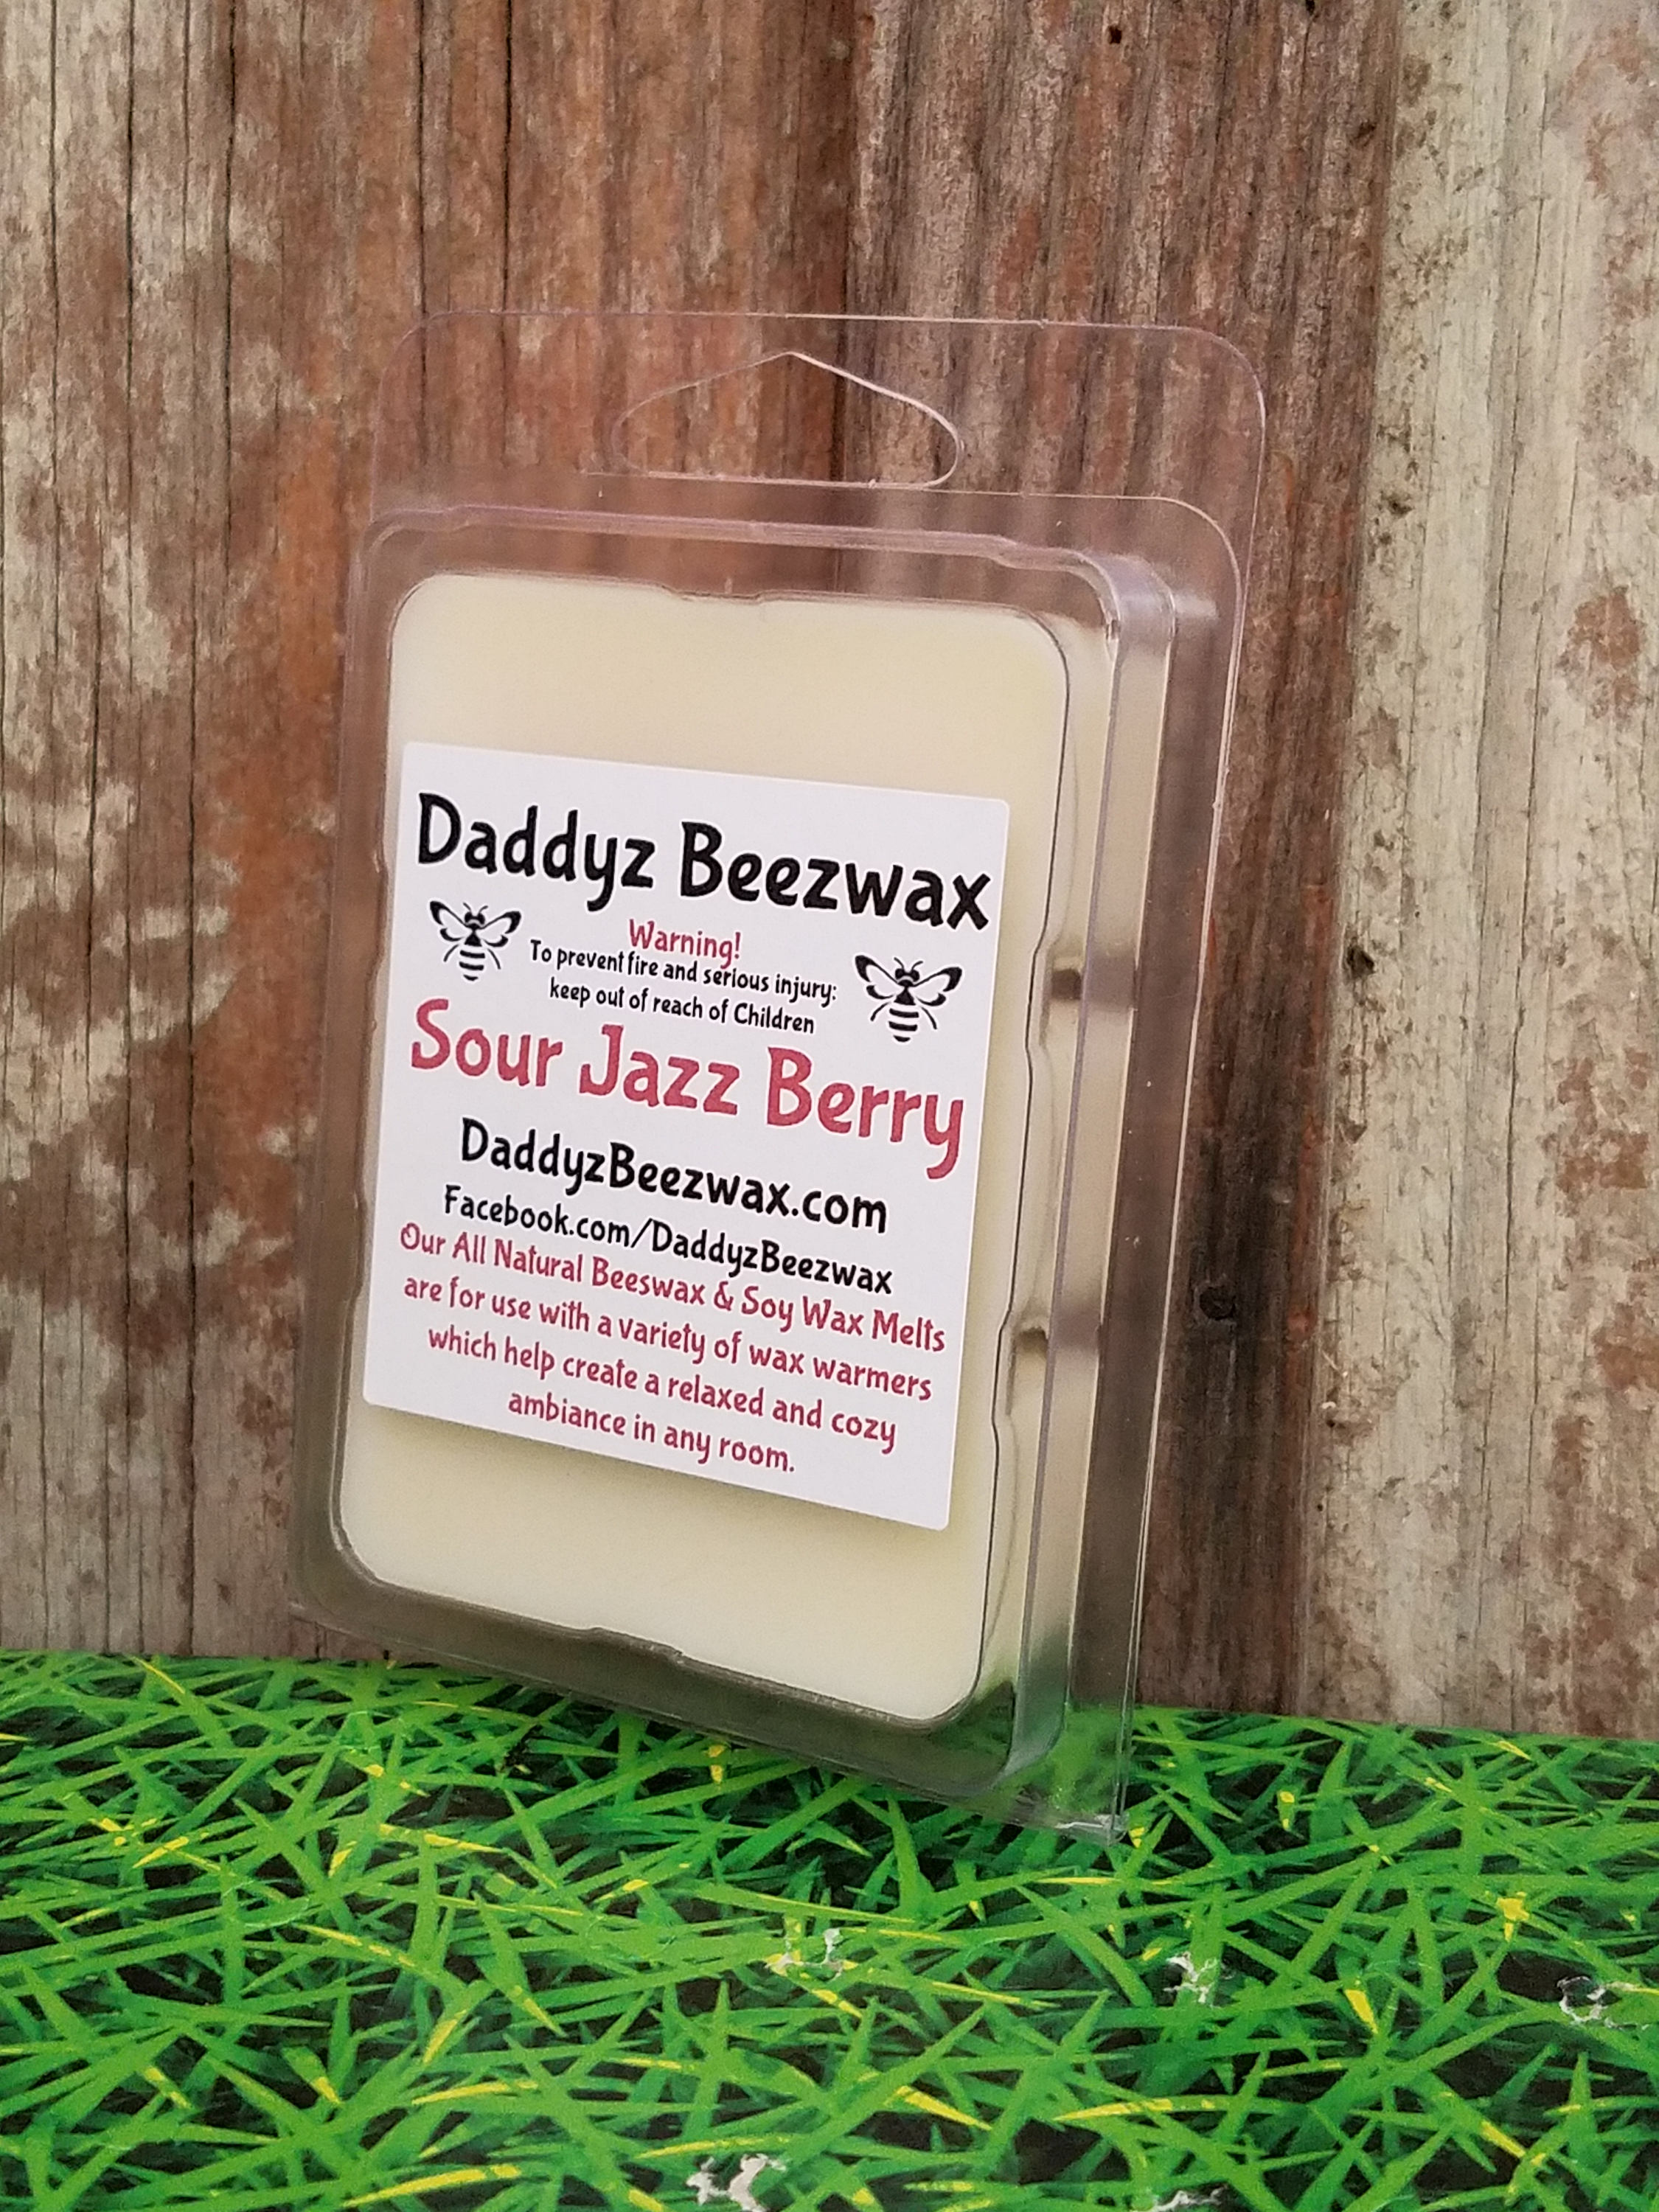 Daddyz Beezwax
Warning!
To prevent fire and serious injury:
keep out of reach of Children
Sour Jazz Berry
DaddyzBeezwax.com
Facebook.com/DaddyzBeezwax
Our All Natural Beeswax & Soy Wax Melts
are for use with a variety of wax warmers
which help create a relaxed and cozy
ambiance in any room.